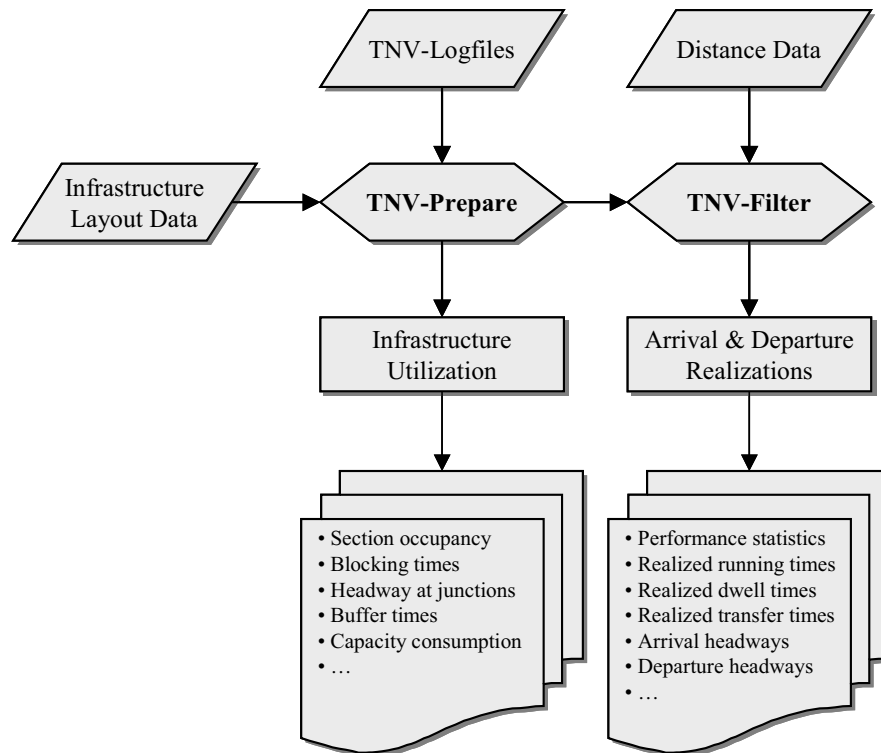 TNV-Logfiles
Distance Data
Infrastructure
Layout Data
TNV-Prepare
TNV-Filter
Infrastructure
Utilization
Arrival & Departure
Realizations
• Section occupancy
• Blocking times
• Headway at junctions
• Buffer times
• Capacity consumption
• …
• Performance statistics
• Realized running times
• Realized dwell times
• Realized transfer times
• Arrival headways
• Departure headways
• …